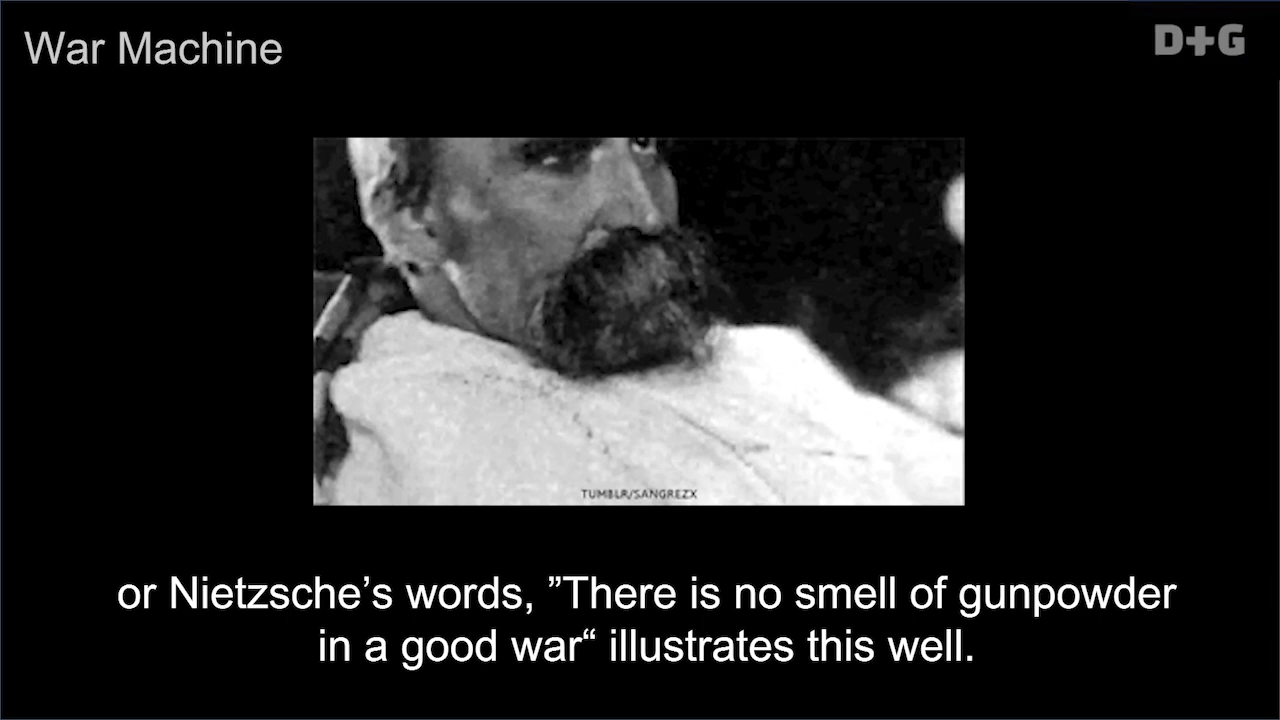 War Machine
D+G
TUMBLR/SANGREZX
or Nietzsche’s words, ”There is no smell of gunpowder
in a good war“ illustrates this well.